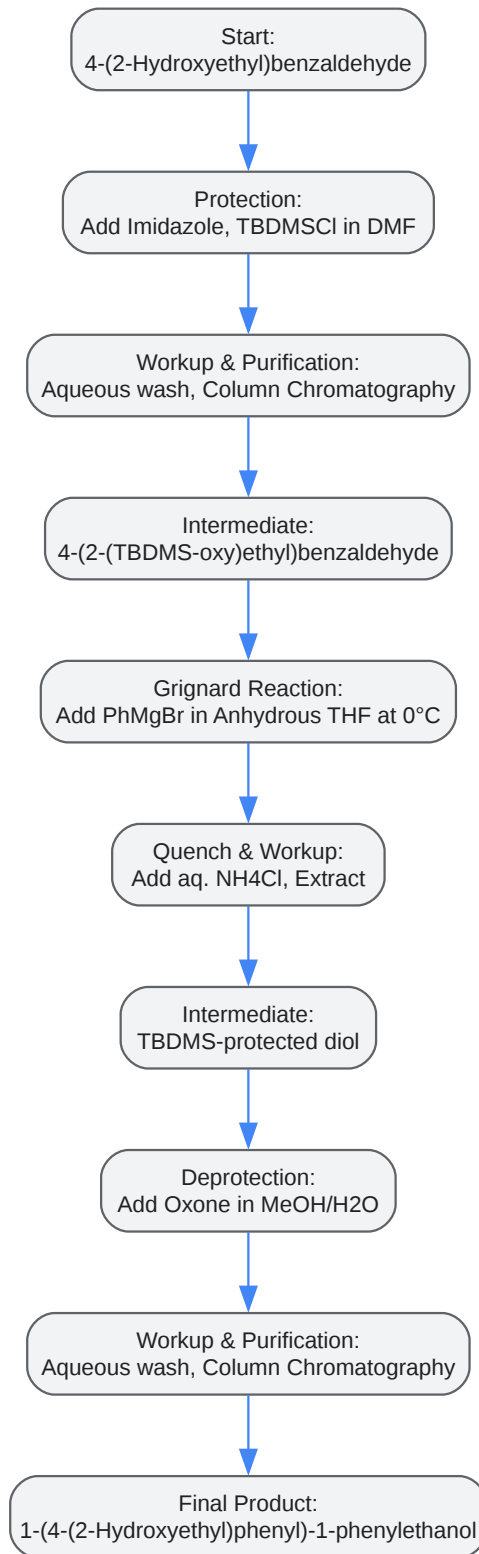 Start:
4-(2-Hydroxyethyl)benzaldehyde
Protection:
Add Imidazole, TBDMSCl in DMF
Workup & Purification:
Aqueous wash, Column Chromatography
Intermediate:
4-(2-(TBDMS-oxy)ethyl)benzaldehyde
Grignard Reaction:
Add PhMgBr in Anhydrous THF at 0°C
Quench & Workup:
Add aq. NH4Cl, Extract
Intermediate:
TBDMS-protected diol
Deprotection:
Add Oxone in MeOH/H2O
Workup & Purification:
Aqueous wash, Column Chromatography
Final Product:
1-(4-(2-Hydroxyethyl)phenyl)-1-phenylethanol